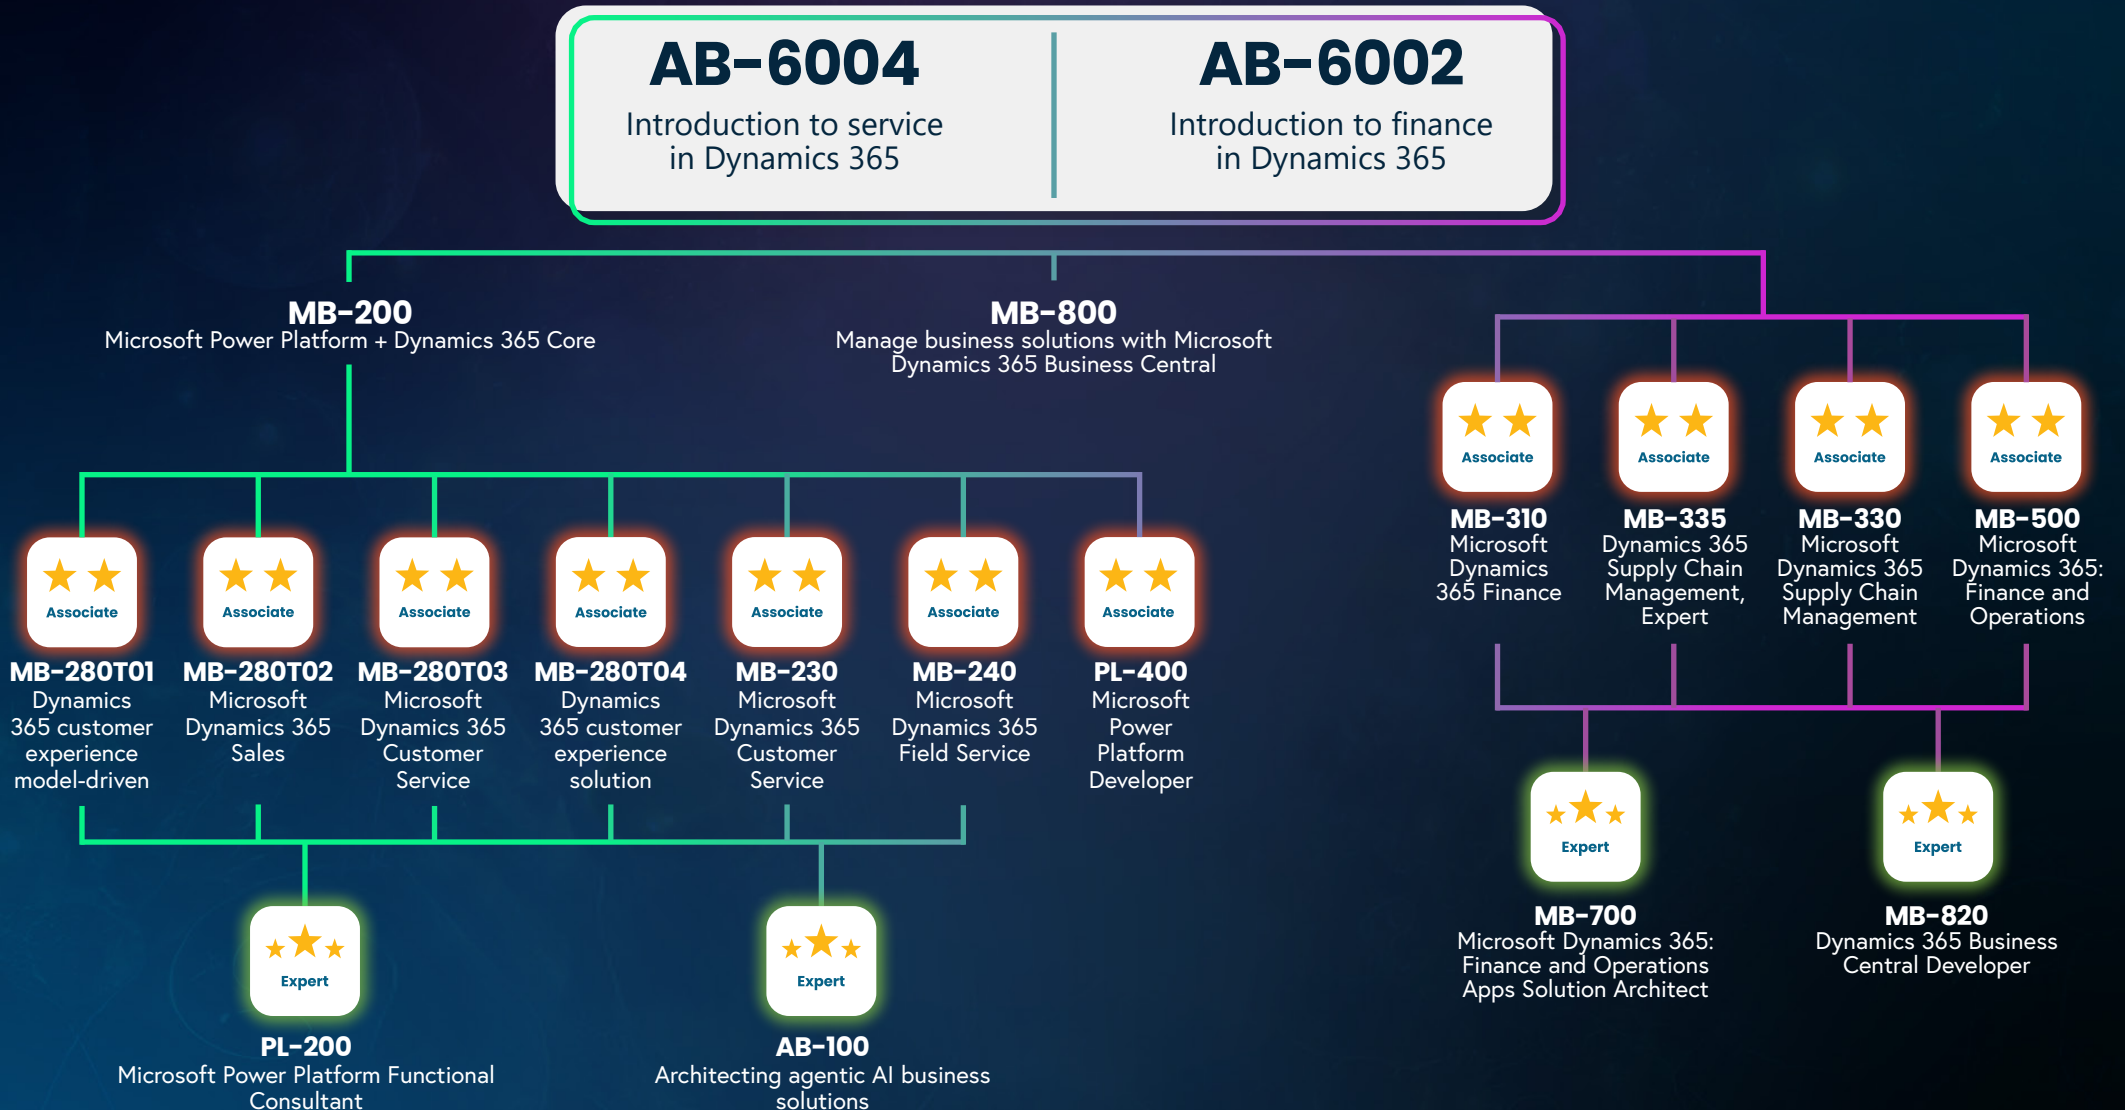 AB-6004
Introduction to service
in Dynamics 365
AB-6002
Introduction to finance
in Dynamics 365
MB-200
Microsoft Power Platform + Dynamics 365 Core
MB-800
Manage business solutions with Microsoft
Dynamics 365 Business Central
Associate
MB-310
Microsoft
Dynamics
365 Finance
Associate
MB-335
Dynamics 365
Supply Chain
Management,
Expert
Associate
MB-330
Microsoft
Dynamics 365
Supply Chain
Management
Associate
MB-500
Microsoft
Dynamics 365:
Finance and
Operations
Associate
MB-280T01
Dynamics
365 customer
experience
model-driven
Associate
MB-280T02
Microsoft
Dynamics 365
Sales
Associate
MB-280T03
Microsoft
Dynamics 365
Customer
Service
Associate
MB-280T04
Dynamics
365 customer
experience
solution
Associate
MB-230
Microsoft
Dynamics 365
Customer
Service
Associate
MB-240
Microsoft
Dynamics 365
Field Service
Associate
PL-400
Microsoft
Power
Platform
Developer
Expert
MB-700
Microsoft Dynamics 365:
Finance and Operations
Apps Solution Architect
Expert
MB-820
Dynamics 365 Business
Central Developer
Expert
PL-200
Microsoft Power Platform Functional
Consultant
Expert
AB-100
Architecting agentic AI business
solutions